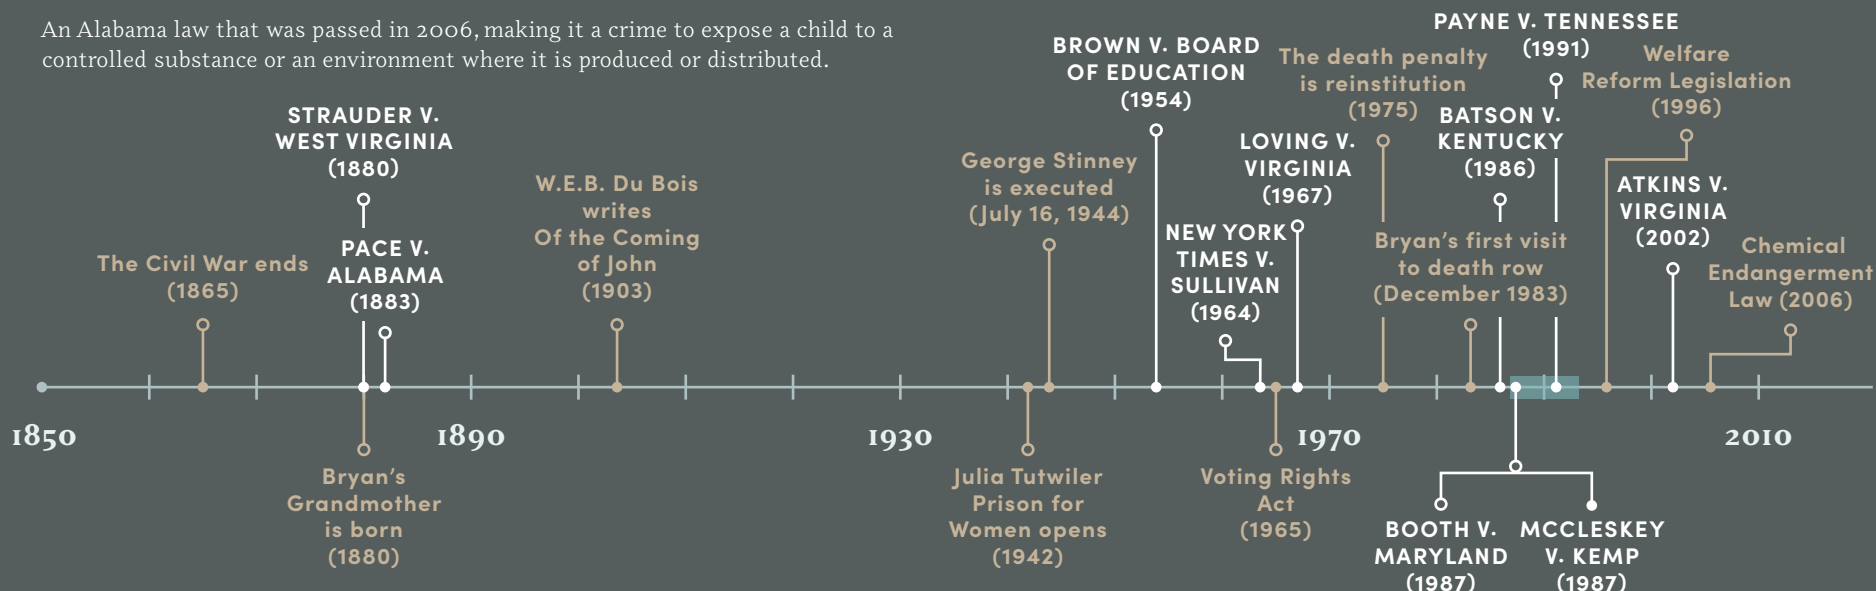 An Alabama law that was passed in 2006, making it a crime to expose a child to a
controlled substance or an environment where it is produced or distributed.
The Civil War ends
(1865)
STRAUDER V.
WEST VIRGINIA
(1880)
PACE V.
ALABAMA
(1883)
W.E.B. Du Bois
writes
Of the Coming
of John
(1903)
George Stinney
is executed
(July 16, 1944)
BROWN V. BOARD
OF EDUCATION
(1954)
NEW YORK
TIMES V.
SULLIVAN
(1964)
LOVING V.
VIRGINIA
(1967)
The death penalty
is reinstitution
(1975)
Bryan’s first visit
to death row
(December 1983)
BATSON V.
KENTUCKY
(1986)
PAYNE V. TENNESSEE
(1991)
Welfare
Reform Legislation
(1996)
ATKINS V.
VIRGINIA
(2002)
Chemical
Endangerment
Law (2006)
1850
1890
1930
1970
2010
Bryan’s
Grandmother
is born
(1880)
Julia Tutwiler
Prison for
Women opens
(1942)
Voting Rights
Act
(1965)
BOOTH V.
MARYLAND
(1987)
MCCLESKEY
V. KEMP
(1987)